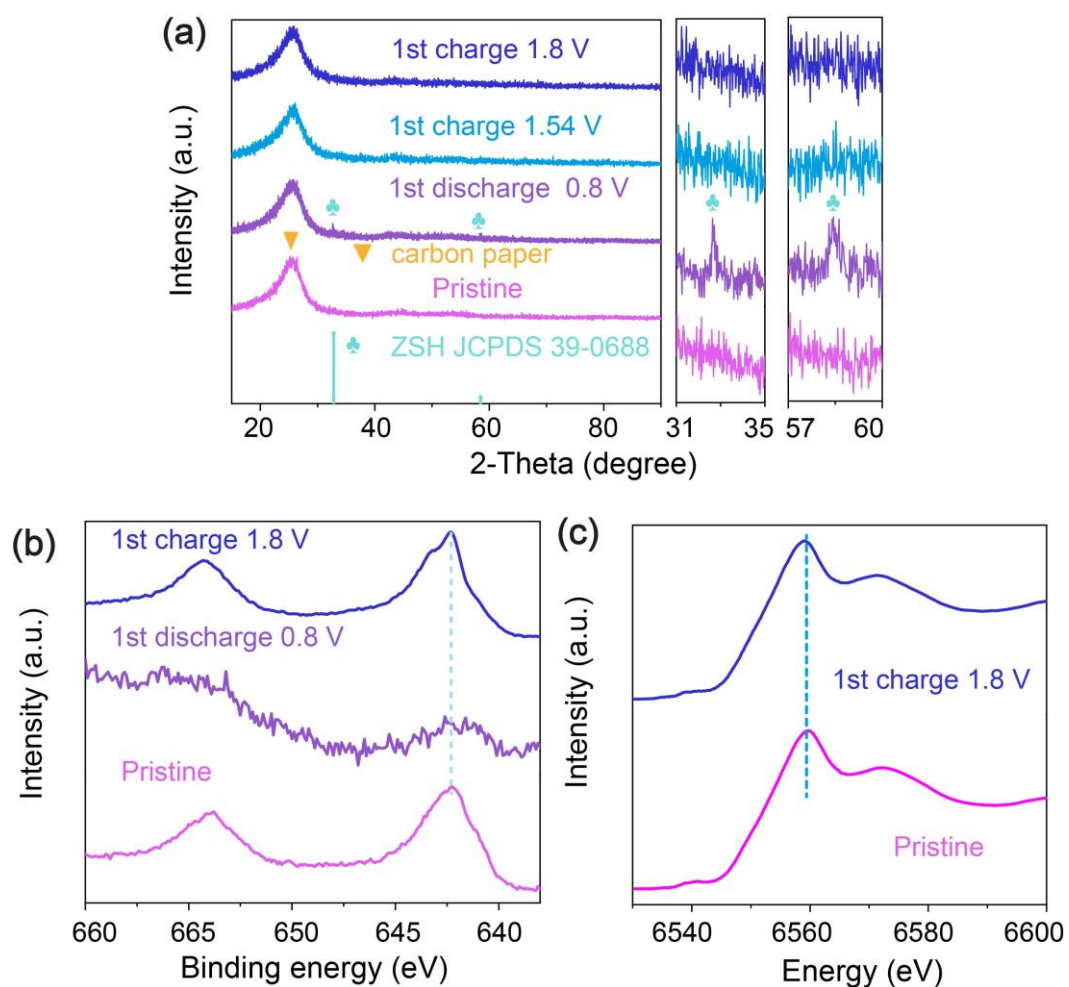 (a)
1st charge 1.8 V
1st charge 1.54 V
1st discharge 0.8 V
carbon paper
Pristine
ZSH JCPDS 39-0688
Intensity (a.u.)
20 40 60 80 31 35 57 60
2-Theta (degree)
(b)
1st charge 1.8 V
1st discharge 0.8 V
Pristine
Intensity (a.u.)
660 655 650 645 640
Binding energy (eV)
(c)
1st charge 1.8 V
Pristine
Intensity (a.u.)
6540 6560 6580 6600
Energy (eV)